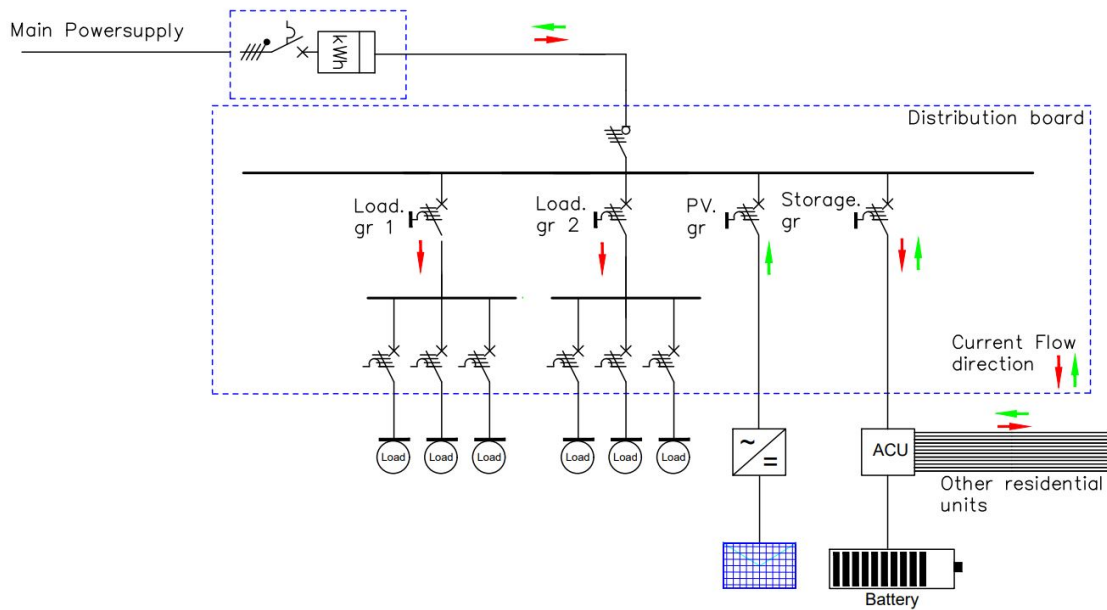 Main Powersupply
kWh
Distribution board
Load.
gr 1
Load.
gr 2
PV.
gr
Storage.
gr
Current Flow
direction
Load
Load
Load
Load
Load
Load
~
=
ACU
Other residential
units
Battery